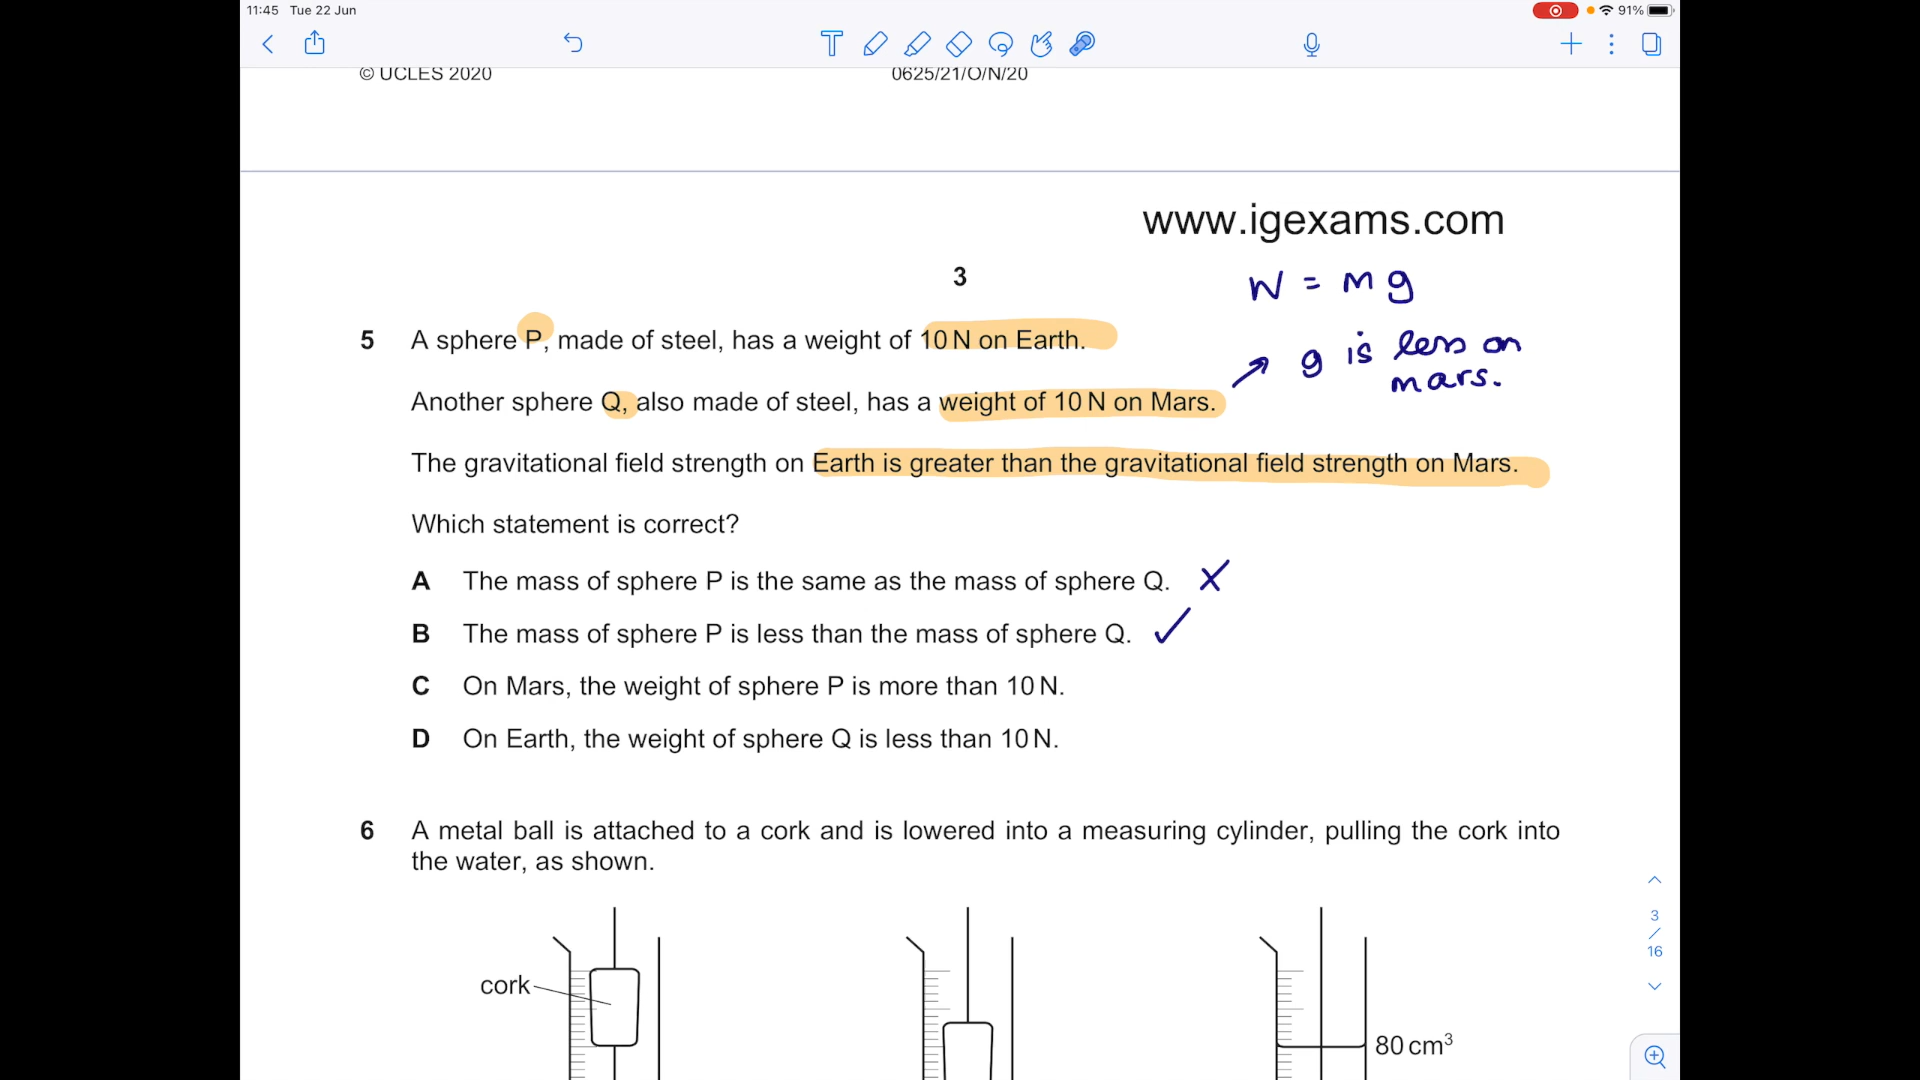 11:45 Tue 22 Jun
91%
© UCLES 2020
0625/21/O/N/20
www.igexams.com
3
W = mg
g is less on
mars.
5 A sphere P, made of steel, has a weight of 10 N on Earth.
Another sphere Q, also made of steel, has a weight of 10 N on Mars.
The gravitational field strength on Earth is greater than the gravitational field strength on Mars.
Which statement is correct?
A The mass of sphere P is the same as the mass of sphere Q.
B The mass of sphere P is less than the mass of sphere Q.
C On Mars, the weight of sphere P is more than 10 N.
D On Earth, the weight of sphere Q is less than 10 N.
6 A metal ball is attached to a cork and is lowered into a measuring cylinder, pulling the cork into
the water, as shown.
cork
80 cm³
3
/
16